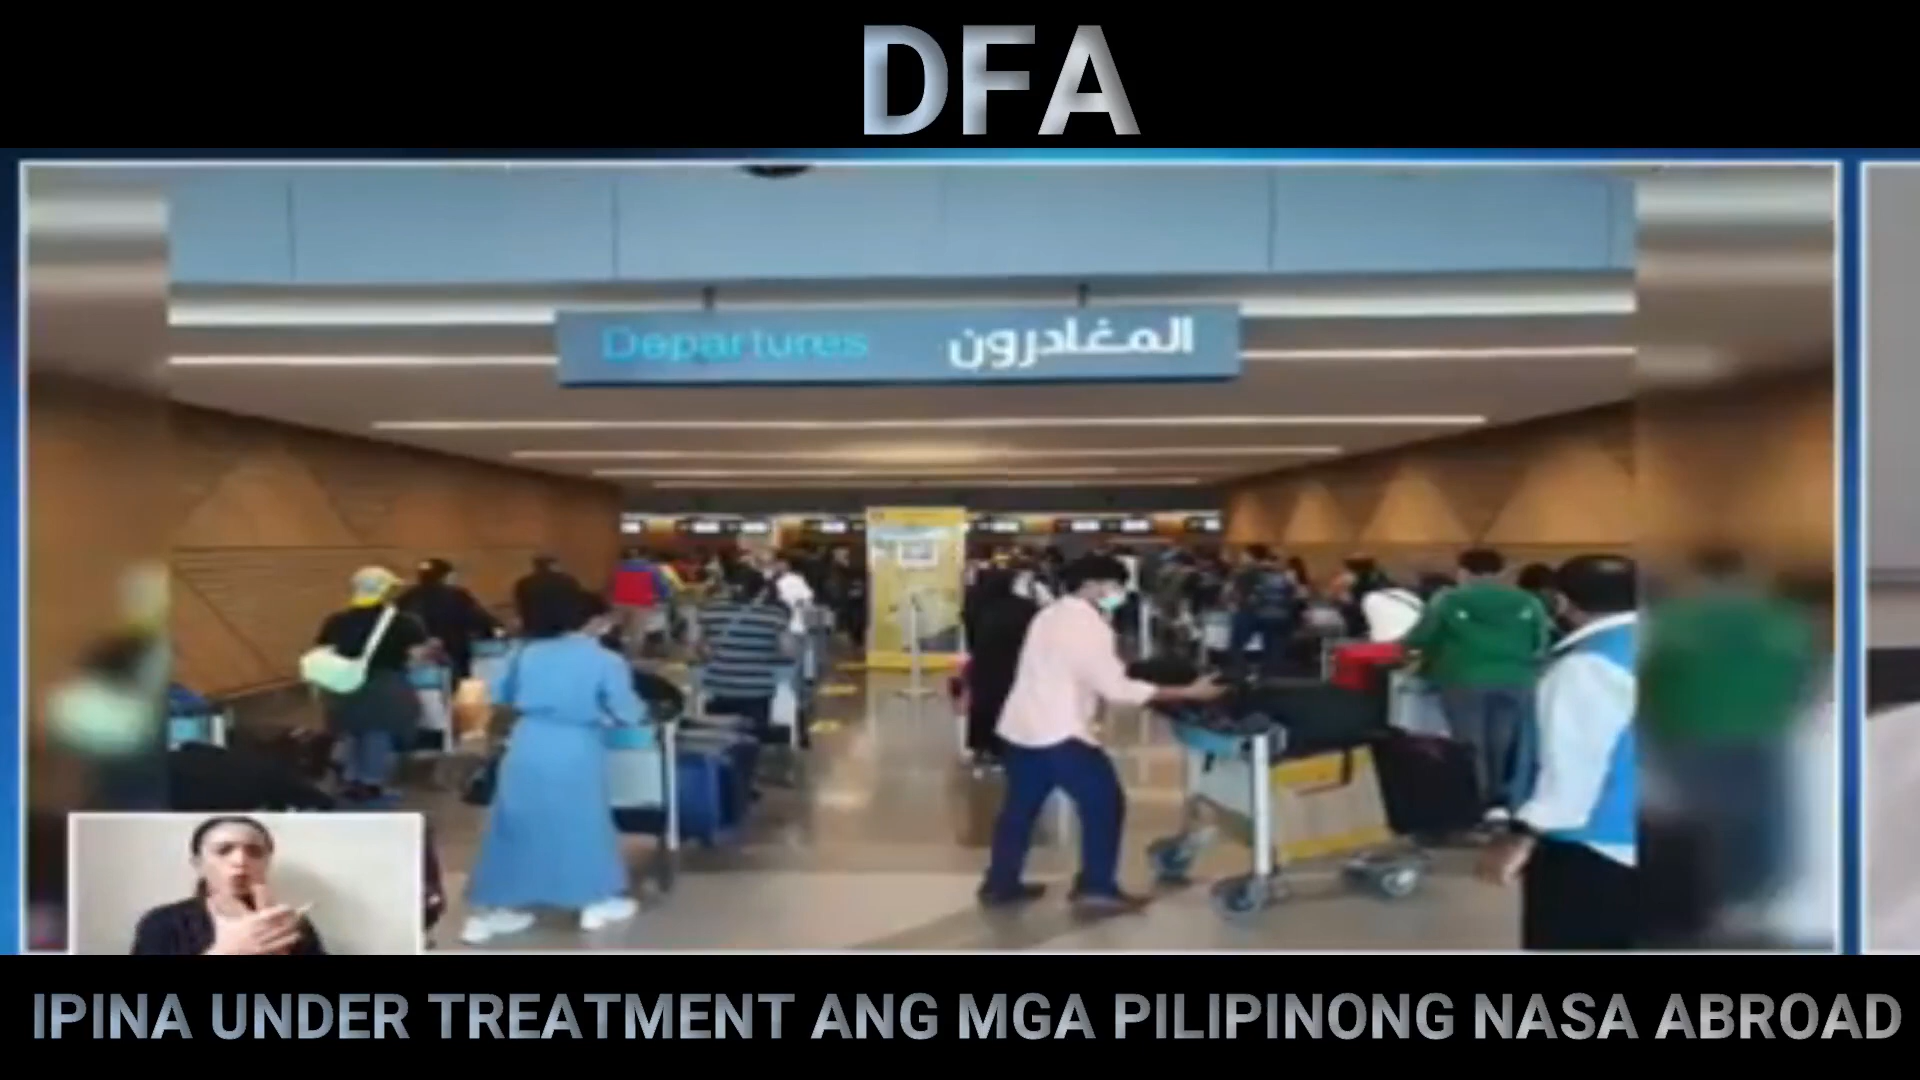 DFA
Departures المغادرون
IPINA UNDER TREATMENT ANG MGA PILIPINONG NASA ABROAD